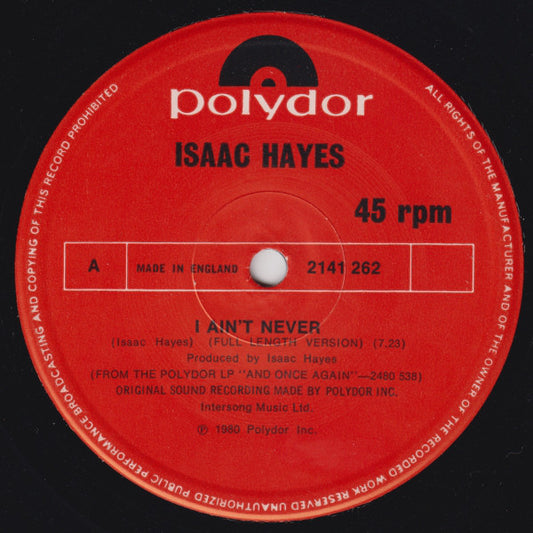 polydor
ISAAC HAYES
45 rpm
A
MADE IN ENGLAND
2141 262
I AIN'T NEVER
(Isaac Hayes) (FULL LENGTH VERSION) (7.23)
Produced by Isaac Hayes
(FROM THE POLYDOR LP "AND ONCE AGAIN"—2480 538)
ORIGINAL SOUND RECORDING MADE BY POLYDOR INC.
Intersong Music Ltd.
℗ 1980 Polydor Inc.
ALL RIGHTS OF THE MANUFACTURER AND OF THE OWNER OF THE RECORDED WORK RESERVED UNAUTHORIZED PUBLIC PERFORMANCE BROADCASTING AND COPYING OF THIS RECORD PROHIBITED